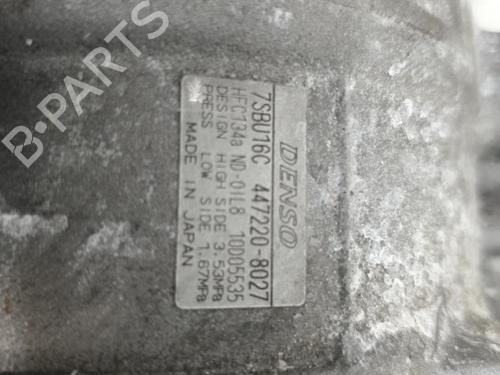 DENSO
7SBU16C 447220-8027
HFC134a ND-OIL8 10005535
DESIGN HIGH SIDE 3.53MPa
PRESS LOW SIDE 1.67MPa
MADE IN JAPAN
B-PARTS